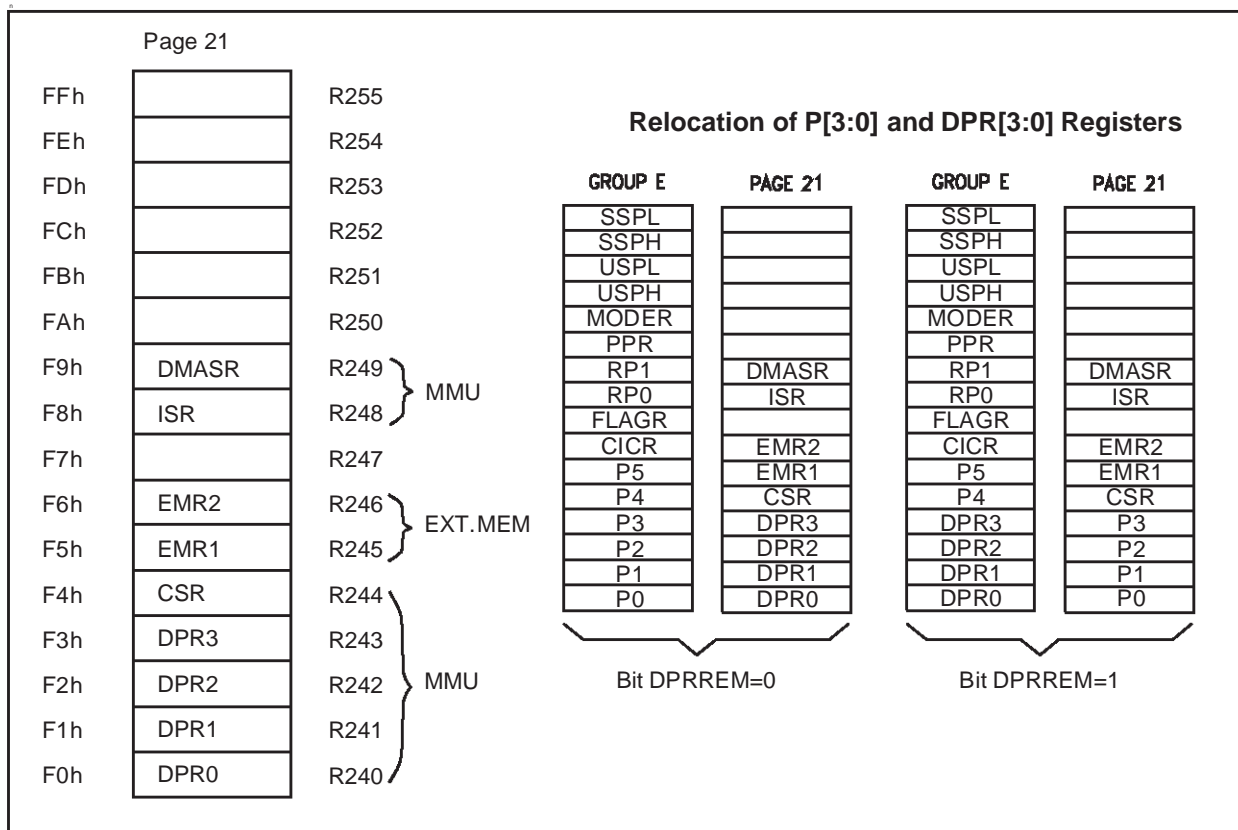 Page 21
FFh R255
FEh R254
FDh R253
FCh R252
FBh R251
FAh R250
F9h DMASR R249
F8h ISR R248
MMU
F7h R247
F6h EMR2 R246
F5h EMR1 R245
EXT.MEM
F4h CSR R244
F3h DPR3 R243
F2h DPR2 R242
F1h DPR1 R241
F0h DPR0 R240
MMU
Relocation of P[3:0] and DPR[3:0] Registers
GROUP E PAGE 21 GROUP E PAGE 21
SSPL SSPL
SSPH SSPH
USPL USPL
USPH USPH
MODER MODER
PPR PPR
RP1 DMASR RP1 DMASR
RP0 ISR RP0 ISR
FLAGR FLAGR
CICR EMR2 CICR EMR2
P5 EMR1 P5 EMR1
P4 CSR P4 CSR
P3 DPR3 DPR3 P3
P2 DPR2 DPR2 P2
P1 DPR1 DPR1 P1
P0 DPR0 DPR0 P0
Bit DPRREM=0 Bit DPRREM=1